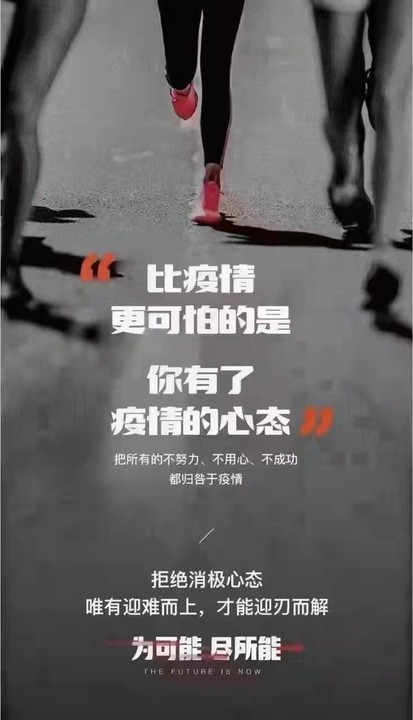 “比疫情
更可怕的是
你有了
疫情的心态”
把所有的不努力、不用心、不成功
都归咎于疫情
拒绝消极心态
唯有迎难而上，才能迎刃而解
为可能 尽所能
THE FUTURE IS NOW